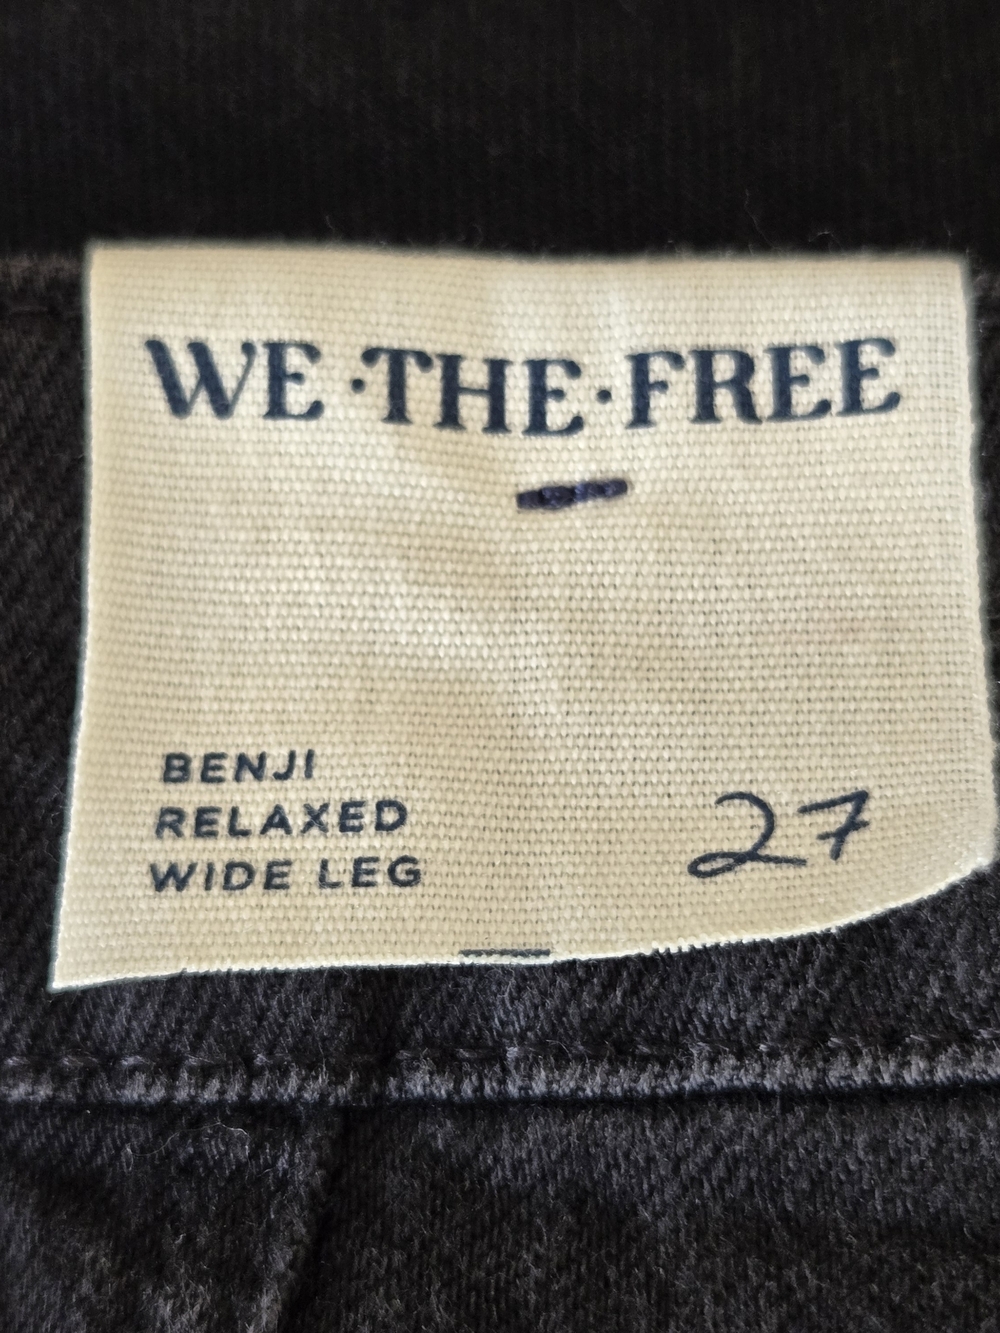 WE·THE·FREE
BENJI
RELAXED
WIDE LEG
27